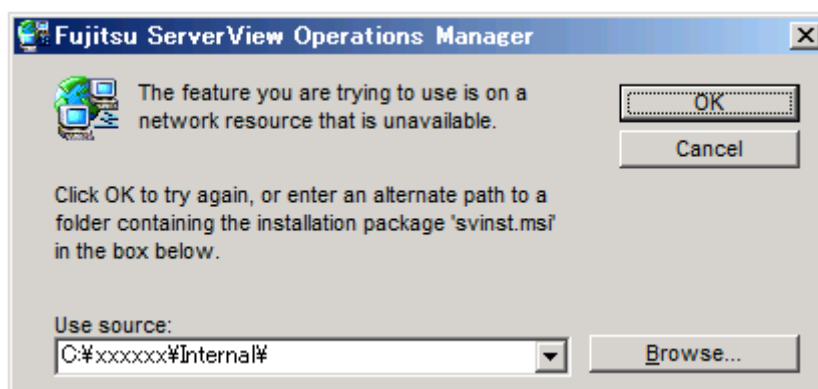 Fujitsu ServerView Operations Manager
The feature you are trying to use is on a
network resource that is unavailable.
OK
Cancel
Click OK to try again, or enter an alternate path to a
folder containing the installation package 'svinst.msi'
in the box below.
Use source:
C:¥xxxxxx¥Internal¥
Browse...